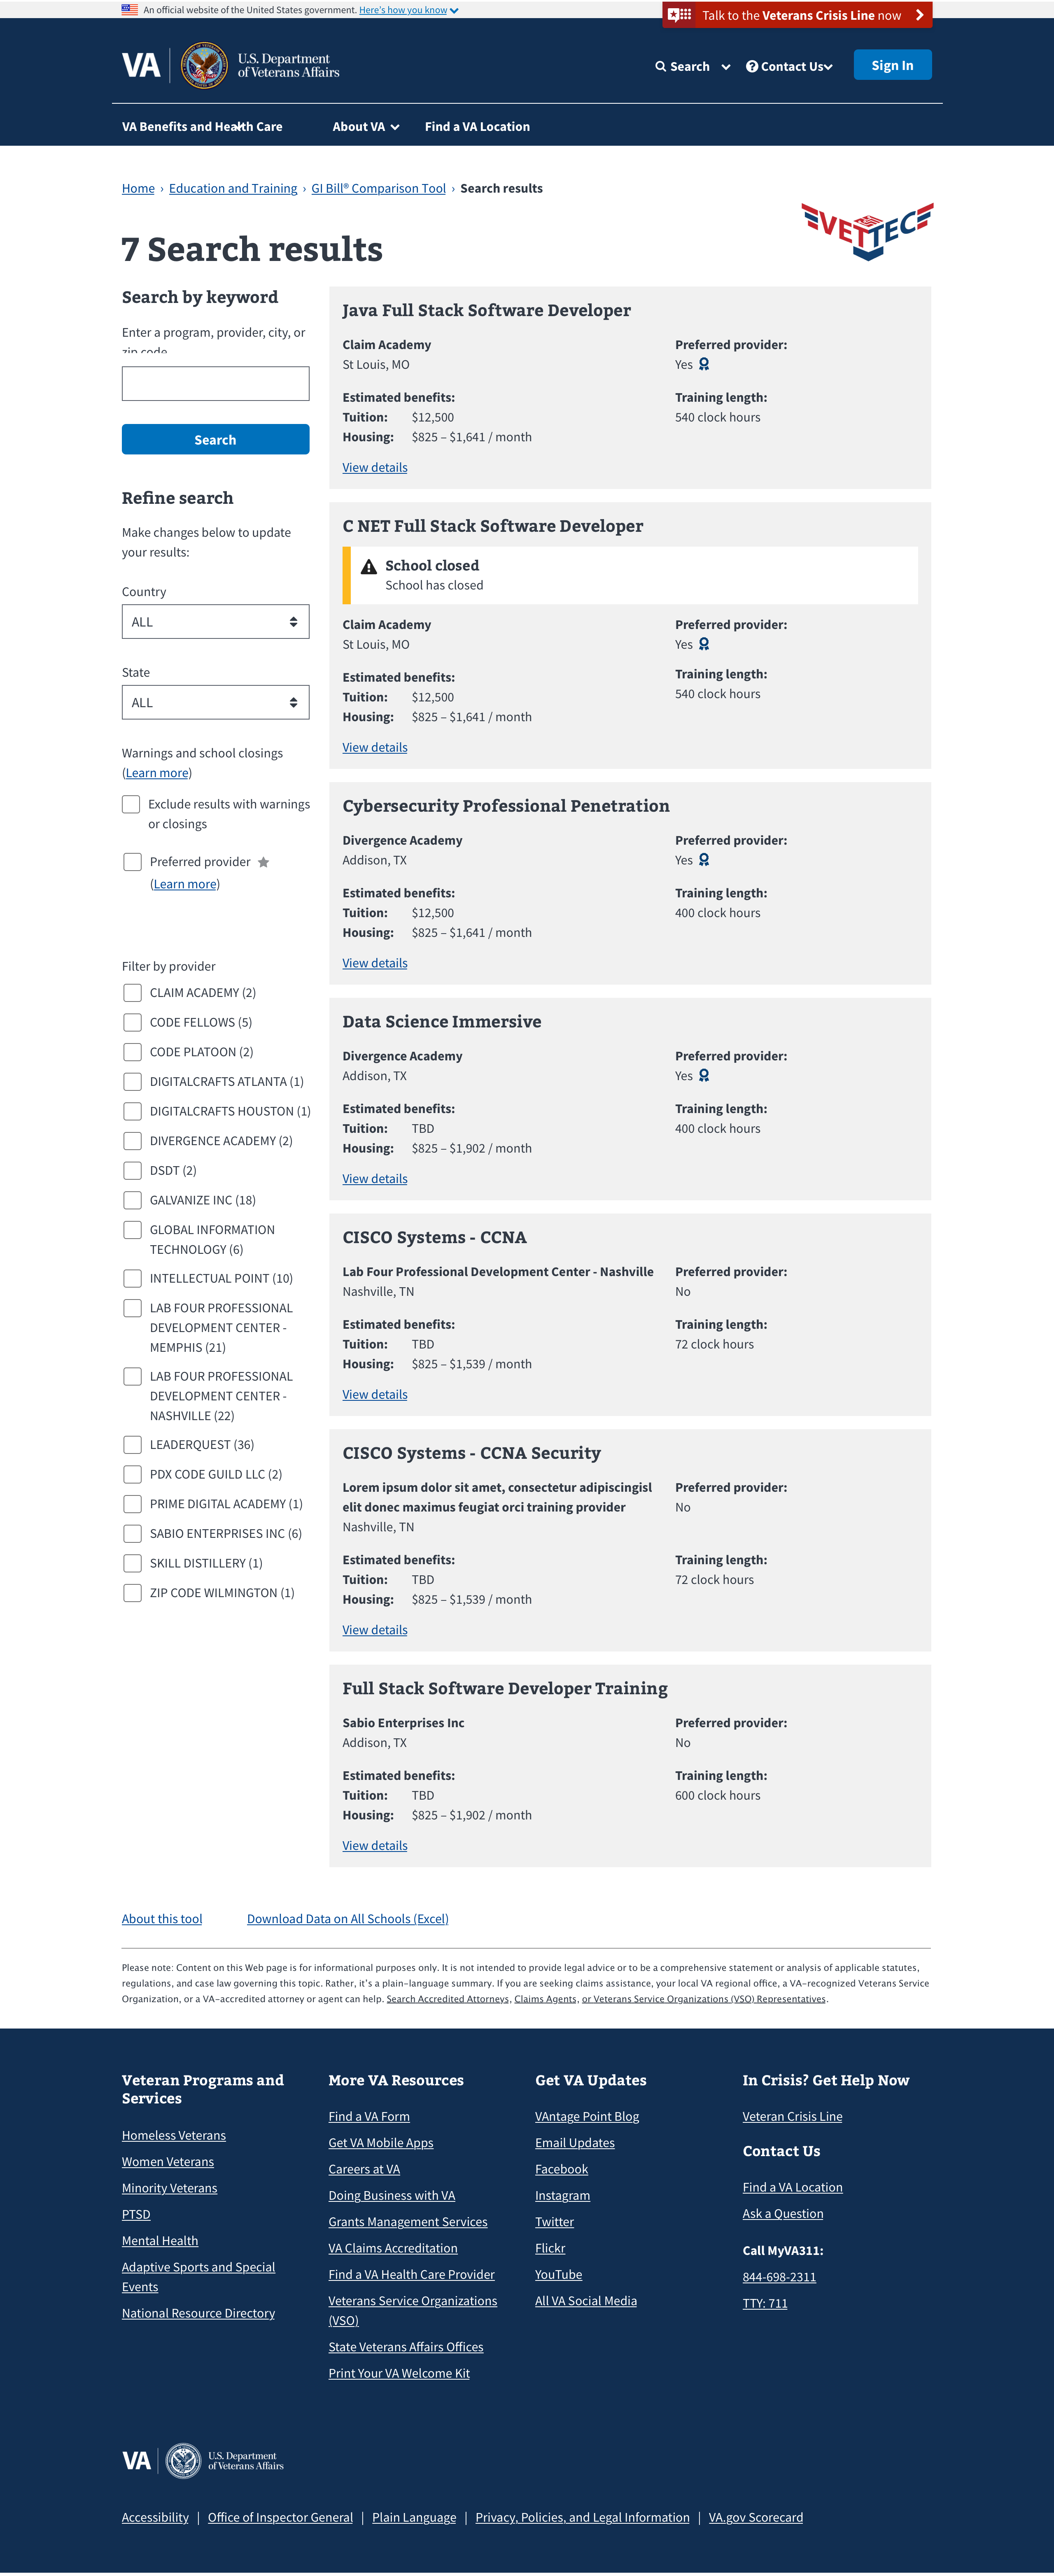 An official website of the United States government. Here's how you know
Talk to the Veterans Crisis Line now
VA
U.S. Department
of Veterans Affairs
Search
Contact Us
Sign In
VA Benefits and Health Care
About VA
Find a VA Location
Home › Education and Training › GI Bill® Comparison Tool › Search results
7 Search results
VET TEC
Search by keyword
Enter a program, provider, city, or
zip code
Search
Refine search
Make changes below to update
your results:
Country
ALL
State
ALL
Warnings and school closings
(Learn more)
Exclude results with warnings
or closings
Preferred provider
(Learn more)
Filter by provider
CLAIM ACADEMY (2)
CODE FELLOWS (5)
CODE PLATOON (2)
DIGITALCRAFTS ATLANTA (1)
DIGITALCRAFTS HOUSTON (1)
DIVERGENCE ACADEMY (2)
DSDT (2)
GALVANIZE INC (18)
GLOBAL INFORMATION
TECHNOLOGY (6)
INTELLECTUAL POINT (10)
LAB FOUR PROFESSIONAL
DEVELOPMENT CENTER -
MEMPHIS (21)
LAB FOUR PROFESSIONAL
DEVELOPMENT CENTER -
NASHVILLE (22)
LEADERQUEST (36)
PDX CODE GUILD LLC (2)
PRIME DIGITAL ACADEMY (1)
SABIO ENTERPRISES INC (6)
SKILL DISTILLERY (1)
ZIP CODE WILMINGTON (1)
Java Full Stack Software Developer
Claim Academy
St Louis, MO
Preferred provider:
Yes
Estimated benefits:
Tuition: $12,500
Housing: $825 – $1,641 / month
Training length:
540 clock hours
View details
C NET Full Stack Software Developer
School closed
School has closed
Claim Academy
St Louis, MO
Preferred provider:
Yes
Estimated benefits:
Tuition: $12,500
Housing: $825 – $1,641 / month
Training length:
540 clock hours
View details
Cybersecurity Professional Penetration
Divergence Academy
Addison, TX
Preferred provider:
Yes
Estimated benefits:
Tuition: $12,500
Housing: $825 – $1,641 / month
Training length:
400 clock hours
View details
Data Science Immersive
Divergence Academy
Addison, TX
Preferred provider:
Yes
Estimated benefits:
Tuition: TBD
Housing: $825 – $1,902 / month
Training length:
400 clock hours
View details
CISCO Systems - CCNA
Lab Four Professional Development Center - Nashville
Nashville, TN
Preferred provider:
No
Estimated benefits:
Tuition: TBD
Housing: $825 – $1,539 / month
Training length:
72 clock hours
View details
CISCO Systems - CCNA Security
Lorem ipsum dolor sit amet, consectetur adipiscingisl
elit donec maximus feugiat orci training provider
Nashville, TN
Preferred provider:
No
Estimated benefits:
Tuition: TBD
Housing: $825 – $1,539 / month
Training length:
72 clock hours
View details
Full Stack Software Developer Training
Sabio Enterprises Inc
Addison, TX
Preferred provider:
No
Estimated benefits:
Tuition: TBD
Housing: $825 – $1,902 / month
Training length:
600 clock hours
View details
About this tool
Download Data on All Schools (Excel)
Please note: Content on this Web page is for informational purposes only. It is not intended to provide legal advice or to be a comprehensive statement or analysis of applicable statutes,
regulations, and case law governing this topic. Rather, it's a plain-language summary. If you are seeking claims assistance, your local VA regional office, a VA-recognized Veterans Service
Organization, or a VA-accredited attorney or agent can help. Search Accredited Attorneys, Claims Agents, or Veterans Service Organizations (VSO) Representatives.
Veteran Programs and
Services
Homeless Veterans
Women Veterans
Minority Veterans
PTSD
Mental Health
Adaptive Sports and Special
Events
National Resource Directory
More VA Resources
Find a VA Form
Get VA Mobile Apps
Careers at VA
Doing Business with VA
Grants Management Services
VA Claims Accreditation
Find a VA Health Care Provider
Veterans Service Organizations
(VSO)
State Veterans Affairs Offices
Print Your VA Welcome Kit
Get VA Updates
VAntage Point Blog
Email Updates
Facebook
Instagram
Twitter
Flickr
YouTube
All VA Social Media
In Crisis? Get Help Now
Veteran Crisis Line
Contact Us
Find a VA Location
Ask a Question
Call MyVA311:
844-698-2311
TTY: 711
VA
U.S. Department
of Veterans Affairs
Accessibility | Office of Inspector General | Plain Language | Privacy, Policies, and Legal Information | VA.gov Scorecard